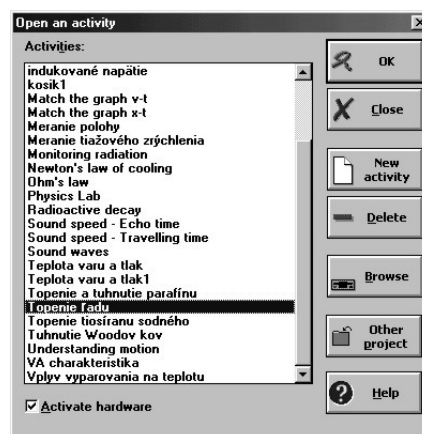 Open an activity
Activities:
indukované napätie
kosik1
Match the graph v-t
Match the graph x-t
Meranie polohy
Meranie tiažového zrýchlenia
Monitoring radiation
Newton's law of cooling
Ohm's law
Physics Lab
Radioactive decay
Sound speed - Echo time
Sound speed - Travelling time
Sound waves
Teplota varu a tlak
Teplota varu a tlak1
Topenie a tuhnutie parafínu
Topenie ľadu
Topenie tiosíranu sodného
Tuhnutie Woodov kov
Understanding motion
VA charakteristika
Vplyv vyparovania na teplotu
Activate hardware
OK
Close
New
activity
Delete
Browse
Other
project
Help